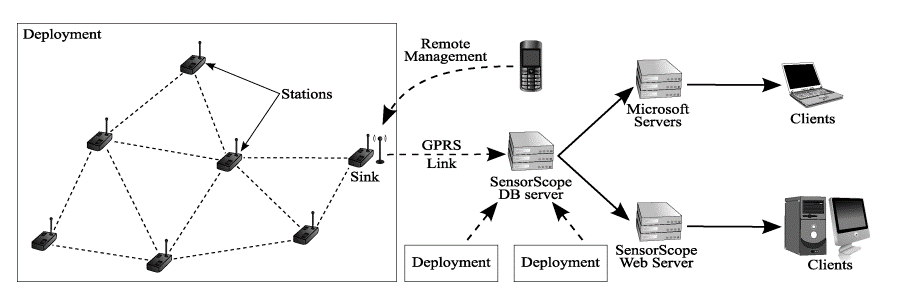 Deployment
Stations
Sink
Remote
Management
GPRS
Link
SensorScope
DB server
Deployment
Deployment
Microsoft
Servers
Clients
SensorScope
Web Server
Clients